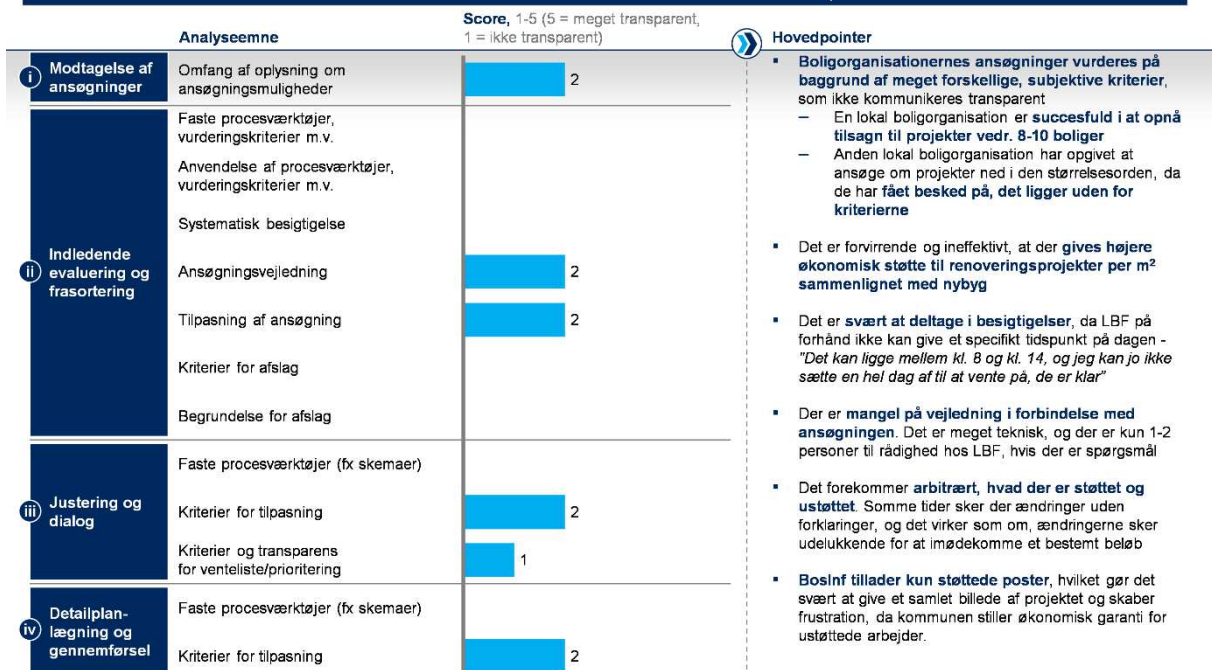 Analyseemne
Score, 1-5 (5 = meget transparent,
1 = ikke transparent)
Hovedpointer
i
Modtagelse af
ansøgninger
Omfang af oplysning om
ansøgningsmuligheder
2
ii
Indledende
evaluering og
frasortering
Faste procesværktøjer,
vurderingskriterier m.v.
Anvendelse af procesværktøjer,
vurderingskriterier m.v.
Systematisk besigtigelse
Ansøgningsvejledning
2
Tilpasning af ansøgning
2
Kriterier for afslag
Begrundelse for afslag
iii
Justering og
dialog
Faste procesværktøjer (fx skemaer)
Kriterier for tilpasning
2
Kriterier og transparens
for venteliste/prioritering
1
iv
Detailplan-
lægning og
gennemførsel
Faste procesværktøjer (fx skemaer)
Kriterier for tilpasning
2
▪ Boligorganisationernes ansøgninger vurderes på
baggrund af meget forskellige, subjektive kriterier,
som ikke kommunikeres transparent
– En lokal boligorganisation er succesfuld i at opnå
tilsagn til projekter vedr. 8-10 boliger
– Anden lokal boligorganisation har opgivet at
ansøge om projekter ned i den størrelsesorden, da
de har fået besked på, det ligger uden for
kriterierne
▪ Det er forvirrende og ineffektivt, at der gives højere
økonomisk støtte til renoveringsprojekter per m²
sammenlignet med nybyg
▪ Det er svært at deltage i besigtigelser, da LBF på
forhånd ikke kan give et specifikt tidspunkt på dagen -
"Det kan ligge mellem kl. 8 og kl. 14, og jeg kan jo ikke
sætte en hel dag af til at vente på, de er klar"
▪ Der er mangel på vejledning i forbindelse med
ansøgningen. Det er meget teknisk, og der er kun 1-2
personer til rådighed hos LBF, hvis der er spørgsmål
▪ Det forekommer arbitrært, hvad der er støttet og
ustøttet. Somme tider sker der ændringer uden
forklaringer, og det virker som om, ændringerne sker
udelukkende for at imødekomme et bestemt beløb
▪ BosInf tillader kun støttede poster, hvilket gør det
svært at give et samlet billede af projektet og skaber
frustration, da kommunen stiller økonomisk garanti for
ustøttede arbejder.